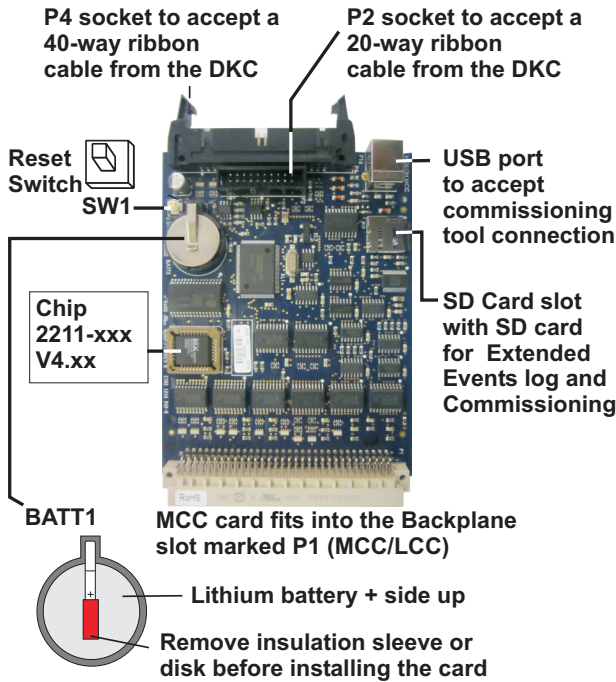 P4 socket to accept a
40-way ribbon
cable from the DKC
P2 socket to accept a
20-way ribbon
cable from the DKC
Reset
Switch
SW1
USB port
to accept
commissioning
tool connection
Chip
2211-xxx
V4.xx
SD Card slot
with SD card
for Extended
Events log and
Commissioning
RoHS
BATT1
MCC card fits into the Backplane
slot marked P1 (MCC/LCC)
+
Lithium battery + side up
Remove insulation sleeve or
disk before installing the card